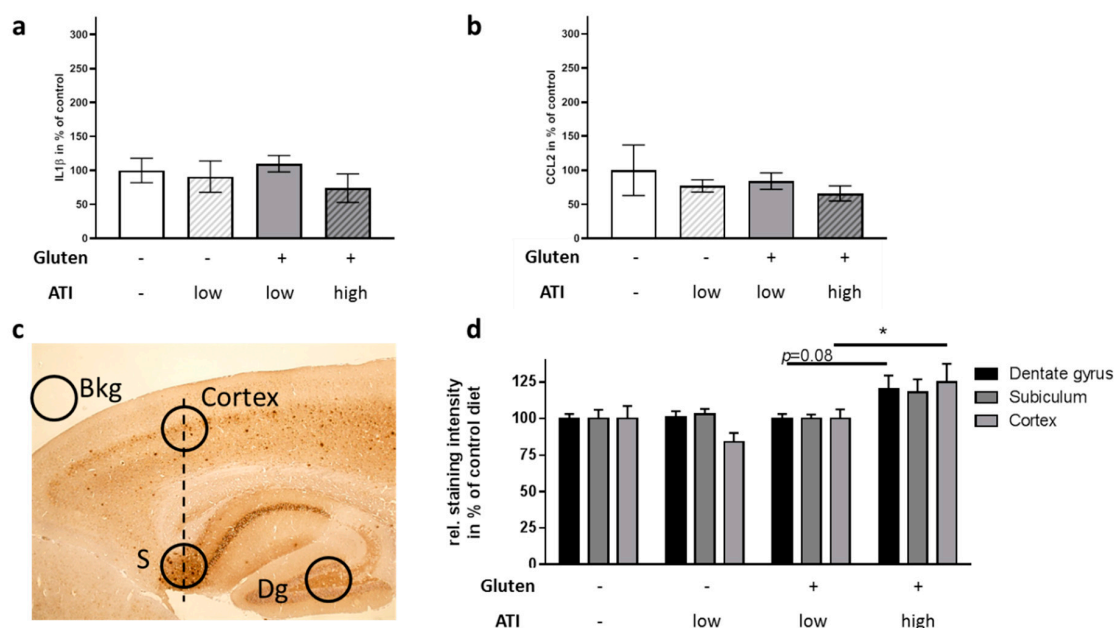 a
300
250
200
150
100
50
0
IL1β in % of control
Gluten - - + +
ATI - low low high
b
300
250
200
150
100
50
0
CCL2 in % of control
Gluten - - + +
ATI - low low high
c
Bkg
Cortex
S
Dg
d
125
100
75
50
25
0
rel. staining intensity
in % of control diet
p=0.08
*
Dentate gyrus
Subiculum
Cortex
Gluten - - + +
ATI - low low high